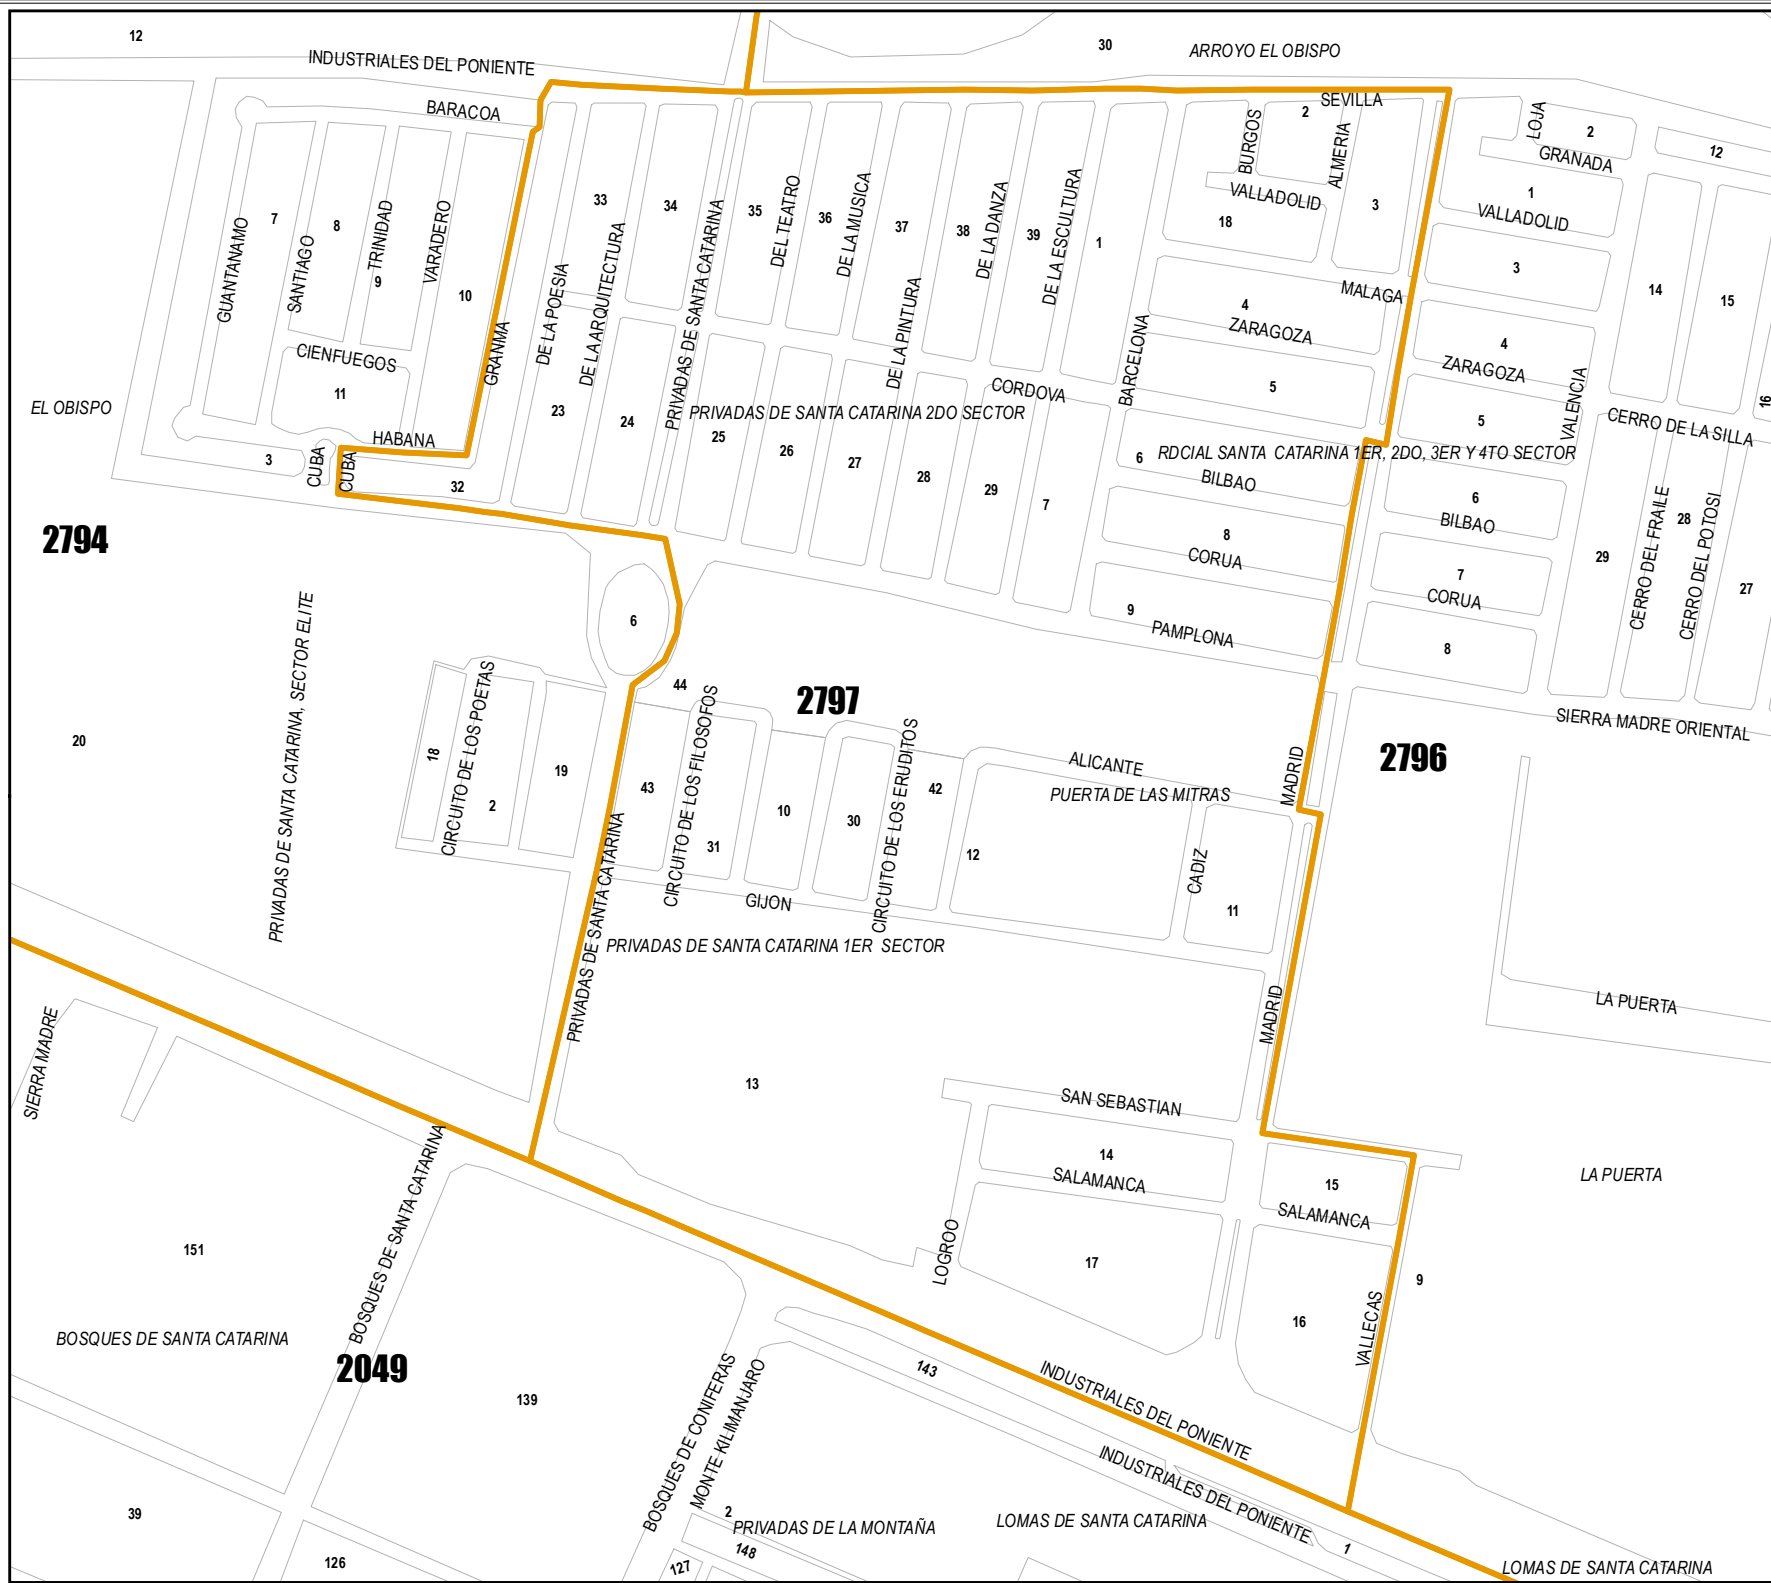 12
INDUSTRIALES DEL PONIENTE
30
ARROYO EL OBISPO
BARACOA
SEVILLA
2
BURGOS
ALMERIA
LOJA
2
GRANADA
12
VALLADOLID
18
3
1
VALLADOLID
7
8
TRINIDAD
9
VARADERO
10
GUANTANAMO
SANTIAGO
33
34
35
36
37
38
39
1
DEL TEATRO
DE LA MUSICA
DE LA DANZA
DE LA ESCULTURA
DE LA POESIA
DE LA ARQUITECTURA
PRIVADAS DE SANTA CATARINA
DE LA PINTURA
GRANMA
MALAGA
4
ZARAGOZA
BARCELONA
5
3
14
15
4
ZARAGOZA
VALENCIA
5
16
CERRO DE LA SILLA
CIENFUEGOS
11
EL OBISPO
HABANA
3
CUBA
CUBA
32
23
24
25
26
27
28
29
7
CORDOVA
PRIVADAS DE SANTA CATARINA 2DO SECTOR
6
RDCIAL SANTA CATARINA 1ER, 2DO, 3ER Y 4TO SECTOR
BILBAO
8
CORUA
9
PAMPLONA
6
BILBAO
7
CORUA
8
29
CERRO DEL FRAILE
28
CERRO DEL POTOSI
27
2794
6
PRIVADAS DE SANTA CATARINA, SECTOR ELITE
20
18
CIRCUITO DE LOS POETAS
2
19
44
2797
2796
SIERRA MADRE ORIENTAL
43
CIRCUITO DE LOS FILOSOFOS
31
10
30
CIRCUITO DE LOS ERUDITOS
42
12
ALICANTE
PUERTA DE LAS MITRAS
MADRID
CADIZ
11
GIJON
PRIVADAS DE SANTA CATARINA
PRIVADAS DE SANTA CATARINA 1ER SECTOR
LA PUERTA
MADRID
SIERRA MADRE
13
SAN SEBASTIAN
14
SALAMANCA
15
SALAMANCA
LA PUERTA
LOGROO
17
16
VALLECAS
9
151
BOSQUES DE SANTA CATARINA
BOSQUES DE SANTA CATARINA
2049
139
143
INDUSTRIALES DEL PONIENTE
INDUSTRIALES DEL PONIENTE
BOSQUES DE CONIFERAS
MONTE KILIMANJARO
2
PRIVADAS DE LA MONTAÑA
LOMAS DE SANTA CATARINA
39
126
127
148
1
LOMAS DE SANTA CATARINA